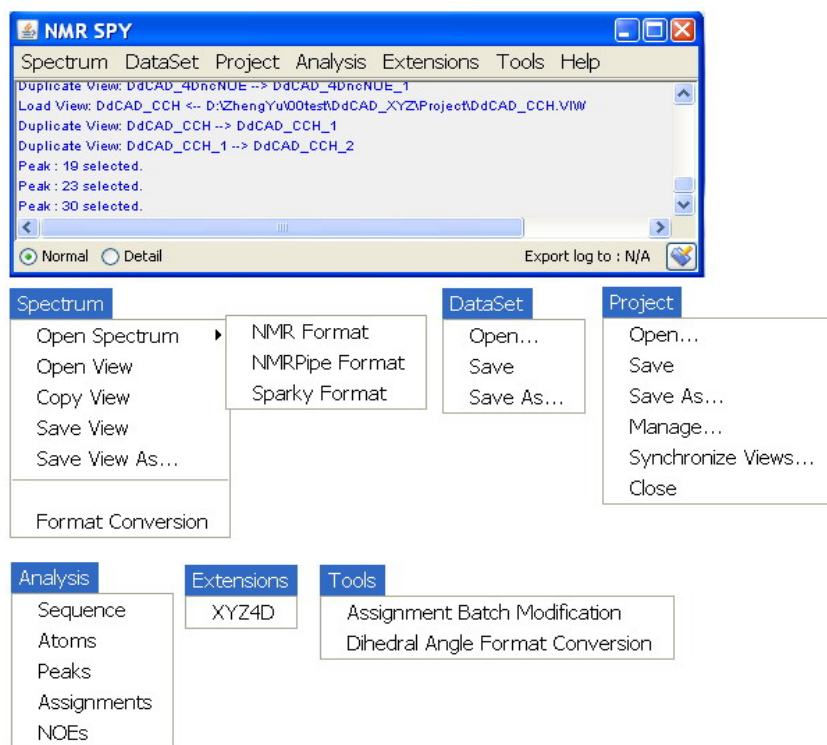 NMR SPY
Spectrum DataSet Project Analysis Extensions Tools Help
Duplicate View: DdCAD_4DncNOE --> DdCAD_4DncNOE_1
Load View: DdCAD_CCH <-- D:\ZhengYu\00test\DdCAD_XYZ\Project\DdCAD_CCH.VIW
Duplicate View: DdCAD_CCH --> DdCAD_CCH_1
Duplicate View: DdCAD_CCH_1 --> DdCAD_CCH_2
Peak : 19 selected.
Peak : 23 selected.
Peak : 30 selected.
Normal Detail Export log to : N/A
Spectrum
Open Spectrum
Open View
Copy View
Save View
Save View As...
Format Conversion
NMR Format
NMRPipe Format
Sparky Format
DataSet
Open...
Save
Save As...
Project
Open...
Save
Save As...
Manage...
Synchronize Views...
Close
Analysis
Sequence
Atoms
Peaks
Assignments
NOEs
Extensions
XYZ4D
Tools
Assignment Batch Modification
Dihedral Angle Format Conversion